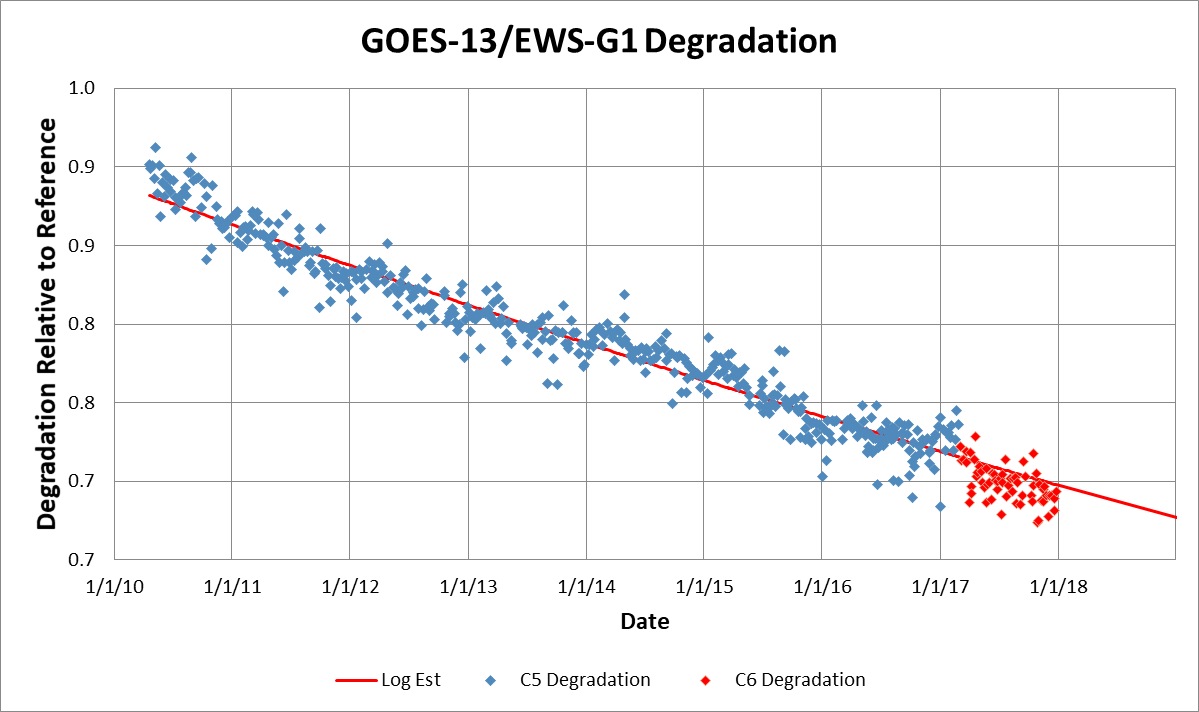 GOES-13/EWS-G1 Degradation
Degradation Relative to Reference
1.0
0.9
0.9
0.8
0.8
0.7
0.7
1/1/10 1/1/11 1/1/12 1/1/13 1/1/14 1/1/15 1/1/16 1/1/17 1/1/18
Date
Log Est C5 Degradation C6 Degradation